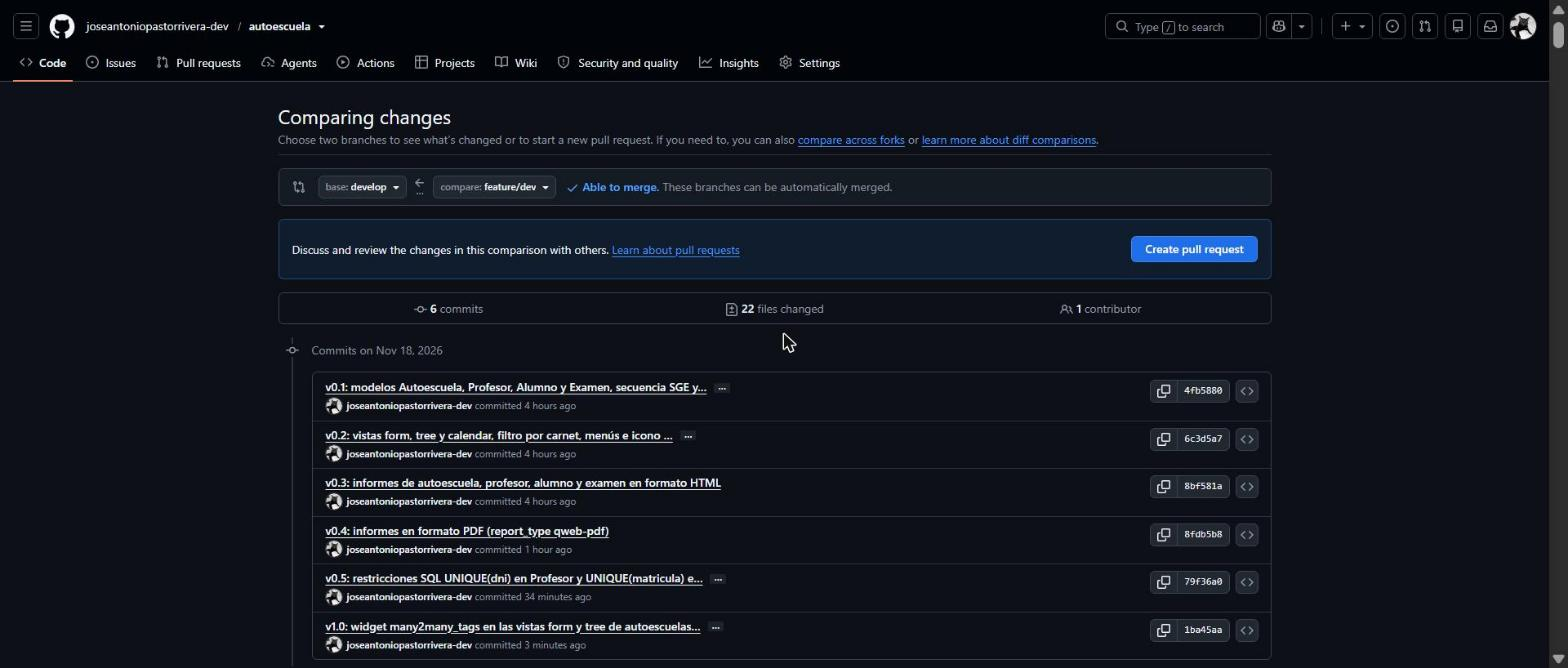 joseantoniopastorrivera-dev / autoescuela
Type / to search
Code Issues Pull requests Agents Actions Projects Wiki Security and quality Insights Settings
Comparing changes
Choose two branches to see what's changed or to start a new pull request. If you need to, you can also compare across forks or learn more about diff comparisons.
base: develop ... compare: feature/dev Able to merge. These branches can be automatically merged.
Discuss and review the changes in this comparison with others. Learn about pull requests Create pull request
6 commits 22 files changed 1 contributor
Commits on Nov 18, 2026
v0.1: modelos Autoescuela, Profesor, Alumno y Examen, secuencia SGE y... ... 4fb5880
joseantoniopastorrivera-dev committed 4 hours ago
v0.2: vistas form, tree y calendar, filtro por carnet, menús e icono ... ... 6c3d5a7
joseantoniopastorrivera-dev committed 4 hours ago
v0.3: informes de autoescuela, profesor, alumno y examen en formato HTML 8bf581a
joseantoniopastorrivera-dev committed 4 hours ago
v0.4: informes en formato PDF (report_type qweb-pdf) 8fdb5b8
joseantoniopastorrivera-dev committed 1 hour ago
v0.5: restricciones SQL UNIQUE(dni) en Profesor y UNIQUE(matricula) e... ... 79f36a0
joseantoniopastorrivera-dev committed 34 minutes ago
v1.0: widget many2many_tags en las vistas form y tree de autoescuelas... ... 1ba45aa
joseantoniopastorrivera-dev committed 3 minutes ago